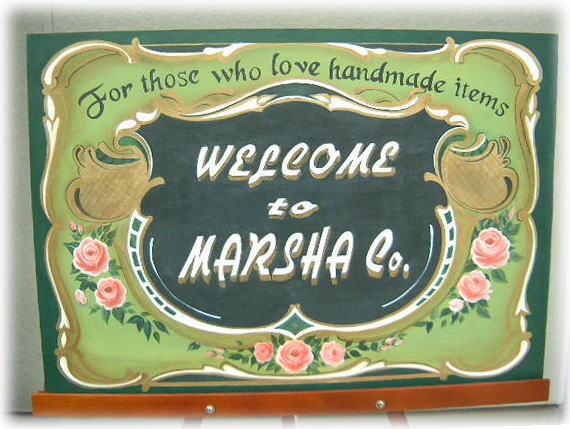 For those who love handmade items
WELCOME
to
MARSHA Co.